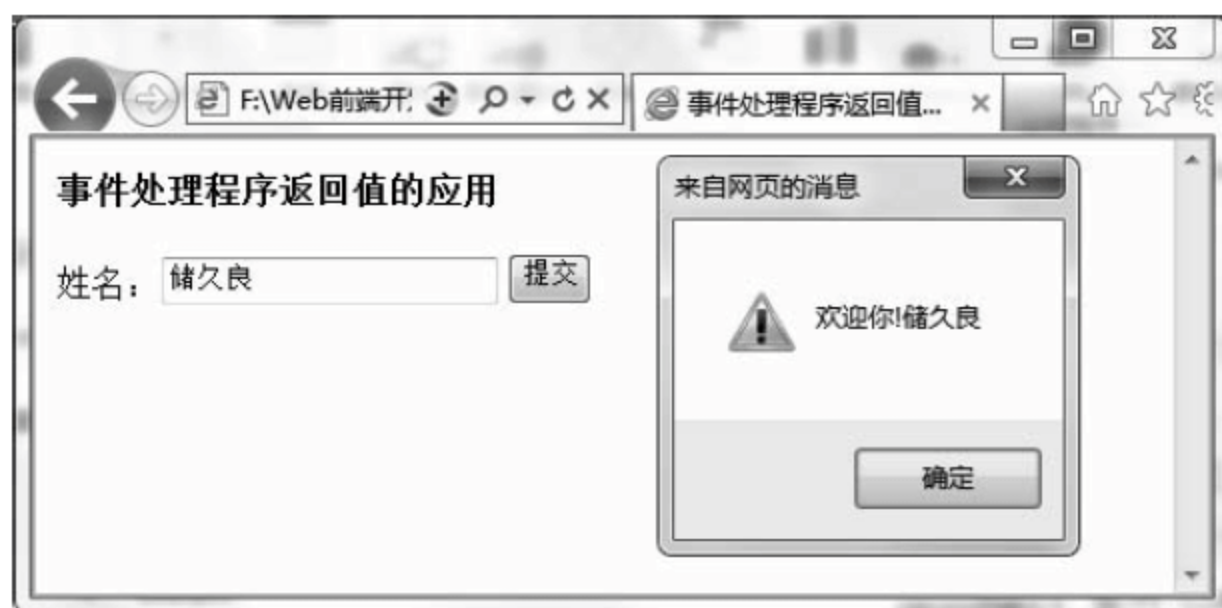 F:\Web前端开
事件处理程序返回值...
事件处理程序返回值的应用
姓名：储久良 提交
来自网页的消息
欢迎你!储久良
确定